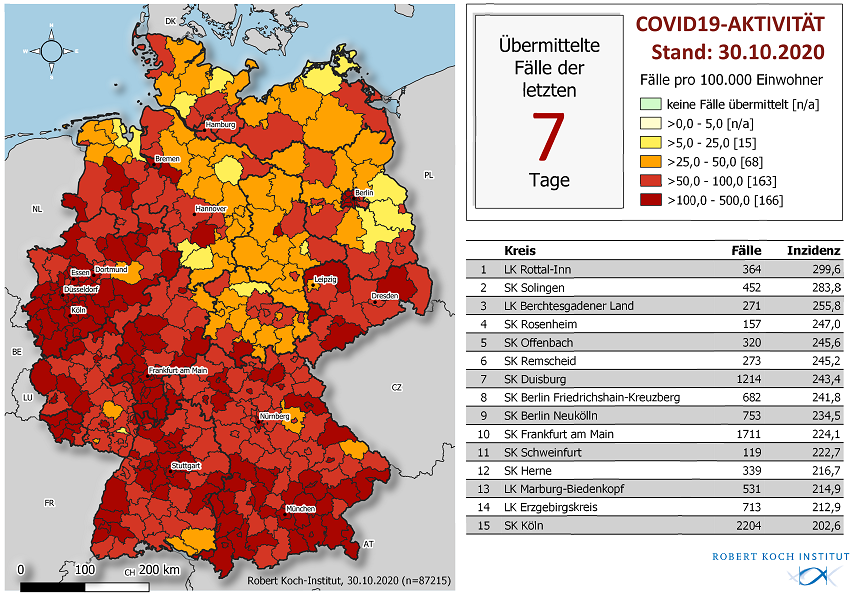 DK
N
W
E
S
Hamburg
Bremen
PL
Berlin
NL
Hannover
Essen
Dortmund
Leipzig
Düsseldorf
Dresden
Köln
BE
Frankfurt am Main
CZ
LU
Nürnberg
Stuttgart
FR
München
AT
CH
0 100 200 km
Robert Koch-Institut, 30.10.2020 (n=87215)
Übermittelte
Fälle der
letzten
7
Tage
COVID19-AKTIVITÄT
Stand: 30.10.2020
Fälle pro 100.000 Einwohner
keine Fälle übermittelt [n/a]
>0,0 - 5,0 [n/a]
>5,0 - 25,0 [15]
>25,0 - 50,0 [68]
>50,0 - 100,0 [163]
>100,0 - 500,0 [166]
Kreis Fälle Inzidenz
1 LK Rottal-Inn 364 299,6
2 SK Solingen 452 283,8
3 LK Berchtesgadener Land 271 255,8
4 SK Rosenheim 157 247,0
5 SK Offenbach 320 245,6
6 SK Remscheid 273 245,2
7 SK Duisburg 1214 243,4
8 SK Berlin Friedrichshain-Kreuzberg 682 241,8
9 SK Berlin Neukölln 753 234,5
10 SK Frankfurt am Main 1711 224,1
11 SK Schweinfurt 119 222,7
12 SK Herne 339 216,7
13 LK Marburg-Biedenkopf 531 214,9
14 LK Erzgebirgskreis 713 212,9
15 SK Köln 2204 202,6
ROBERT KOCH INSTITUT